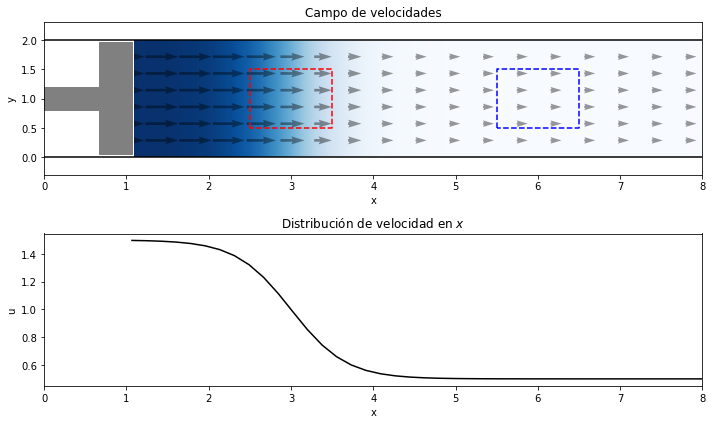 Campo de velocidades
2.0
1.5
1.0
0.5
0.0
y
0 1 2 3 4 5 6 7 8
x
Distribución de velocidad en x
1.4
1.2
1.0
0.8
0.6
u
0 1 2 3 4 5 6 7 8
x